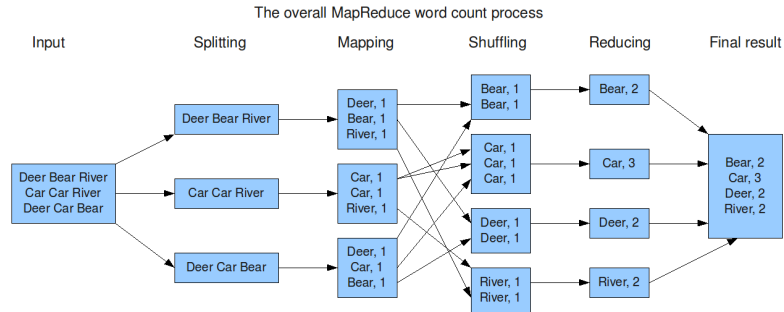 The overall MapReduce word count process
Input
Splitting
Mapping
Shuffling
Reducing
Final result
Deer Bear River
Car Car River
Deer Car Bear
Deer Bear River
Car Car River
Deer Car Bear
Deer, 1
Bear, 1
River, 1
Car, 1
Car, 1
River, 1
Deer, 1
Car, 1
Bear, 1
Bear, 1
Bear, 1
Car, 1
Car, 1
Car, 1
Deer, 1
Deer, 1
River, 1
River, 1
Bear, 2
Car, 3
Deer, 2
River, 2
Bear, 2
Car, 3
Deer, 2
River, 2